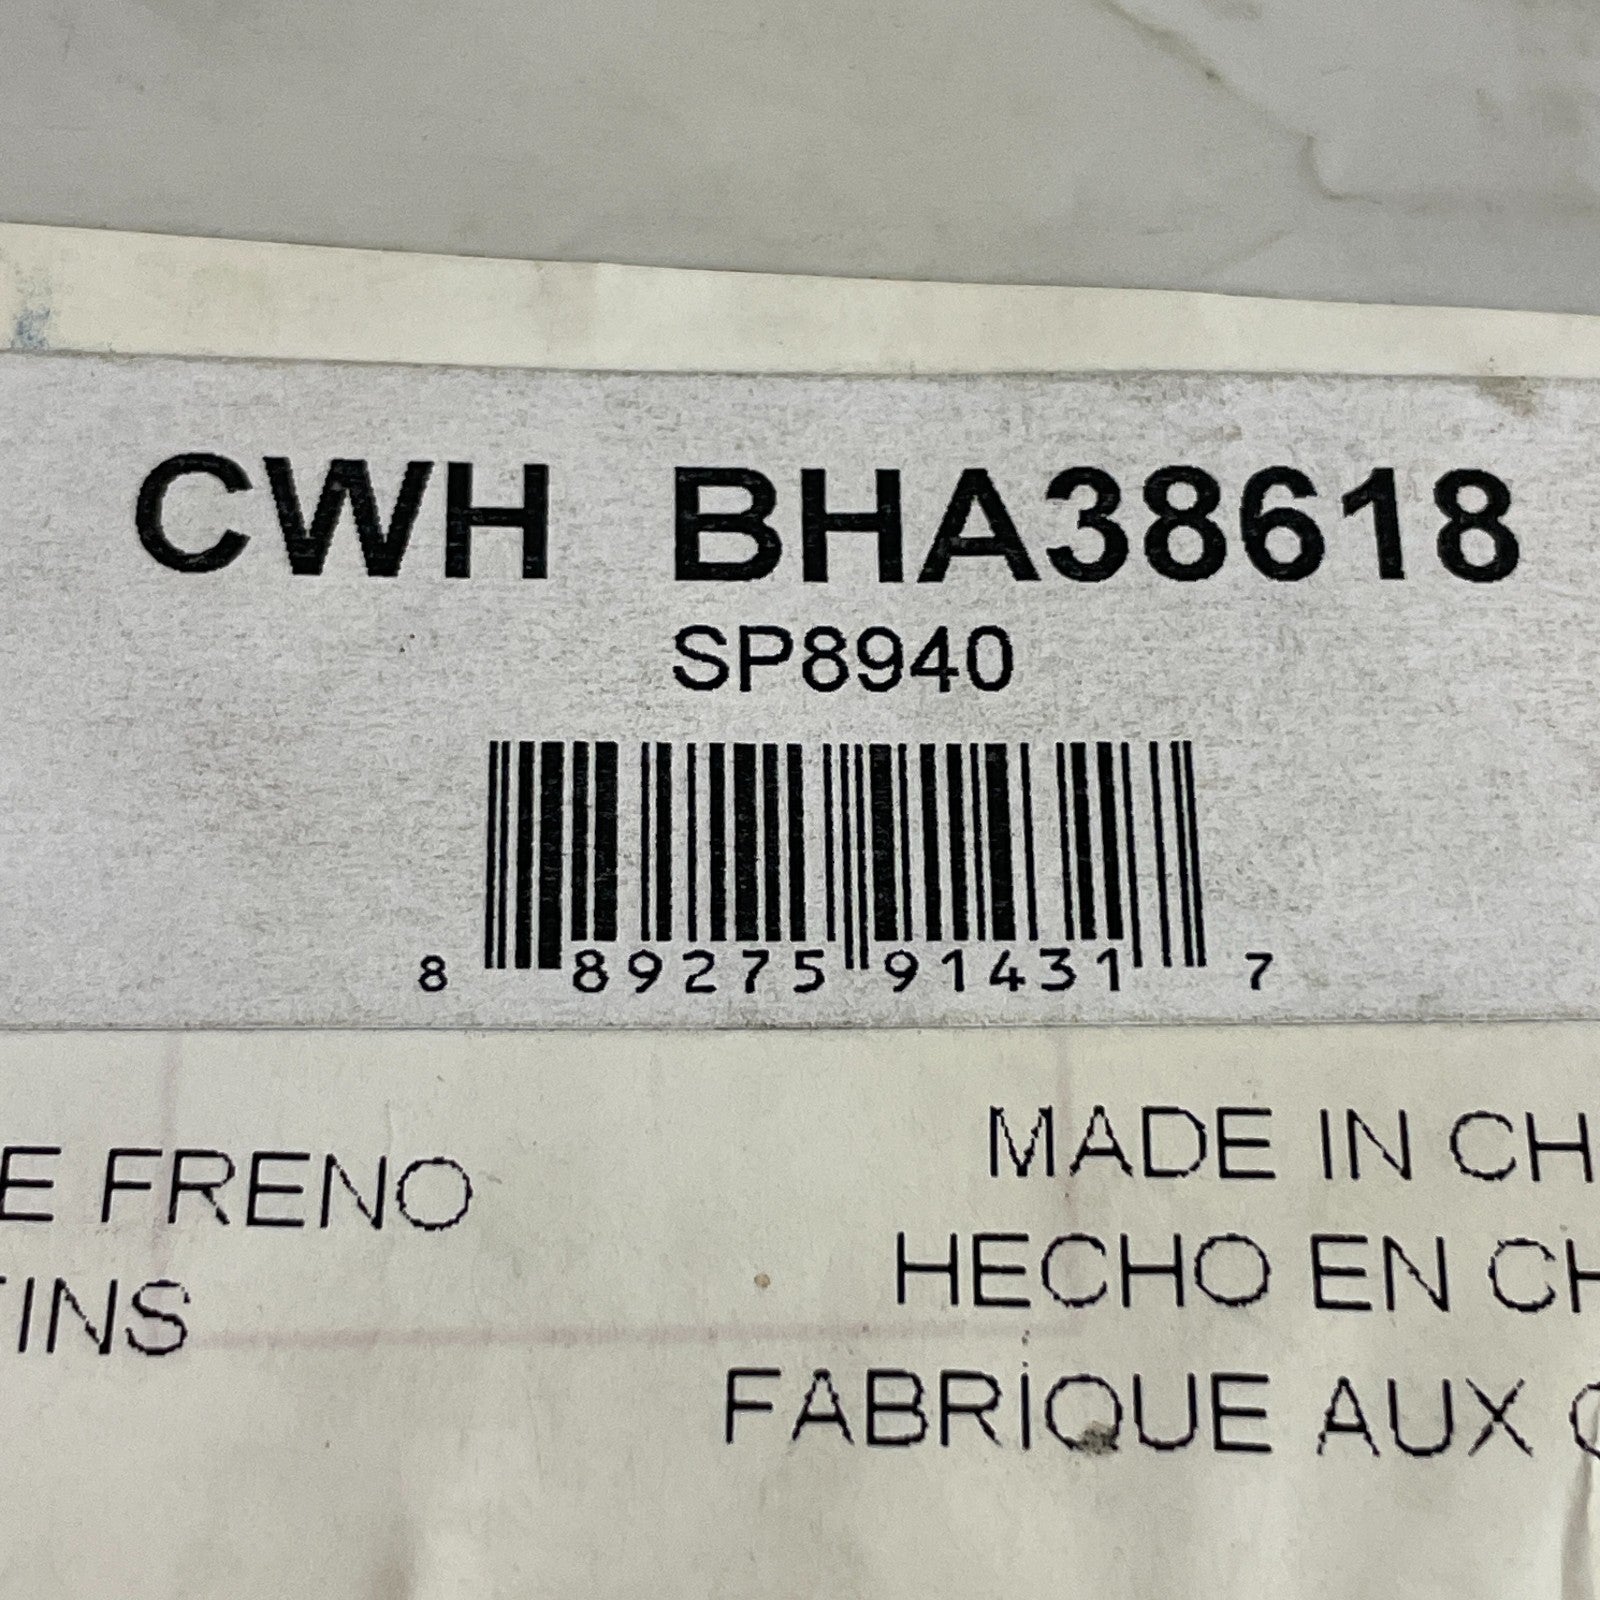 CWH BHA38618
SP8940
8 89275 91431 7
E FRENO
TINS
MADE IN CH
HECHO EN CH
FABRIQUE AUX